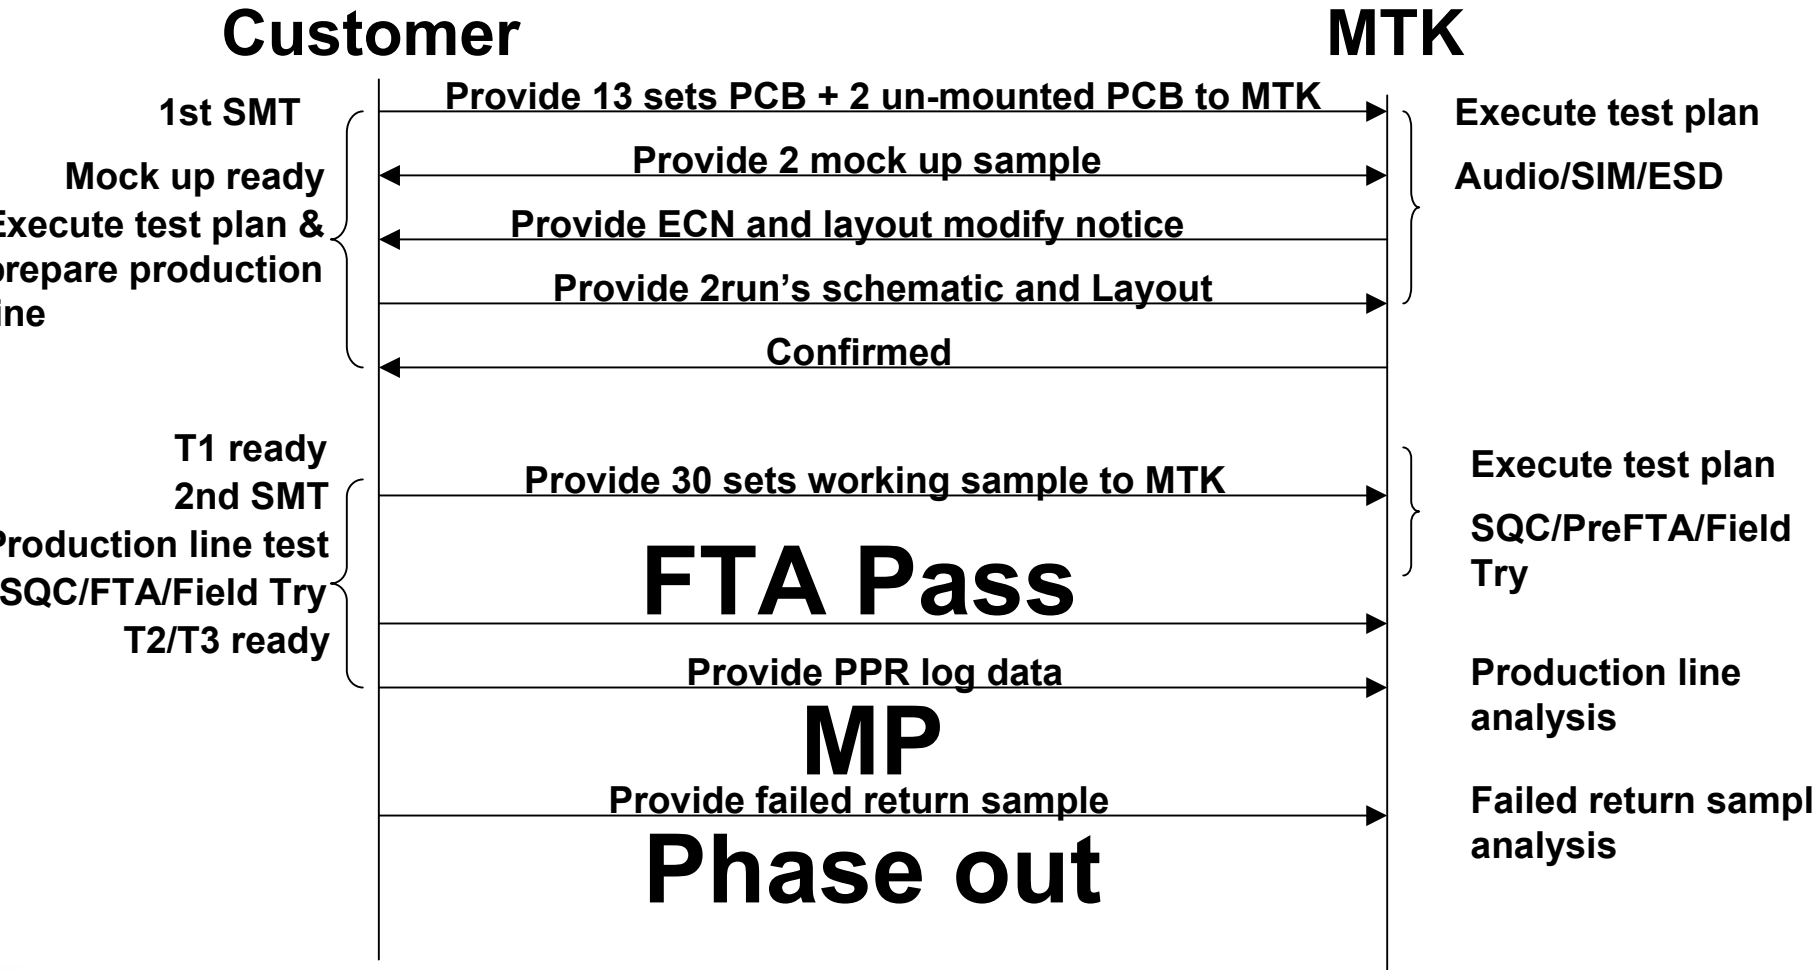 Customer
MTK
1st SMT
Provide 13 sets PCB + 2 un-mounted PCB to MTK
Execute test plan
Mock up ready
Provide 2 mock up sample
Audio/SIM/ESD
Execute test plan &
prepare production
line
Provide ECN and layout modify notice
Provide 2run's schematic and Layout
Confirmed
T1 ready
2nd SMT
Production line test
SQC/FTA/Field Try
T2/T3 ready
Provide 30 sets working sample to MTK
Execute test plan
SQC/PreFTA/Field
Try
FTA Pass
Provide PPR log data
Production line
analysis
MP
Provide failed return sample
Failed return sampl
analysis
Phase out